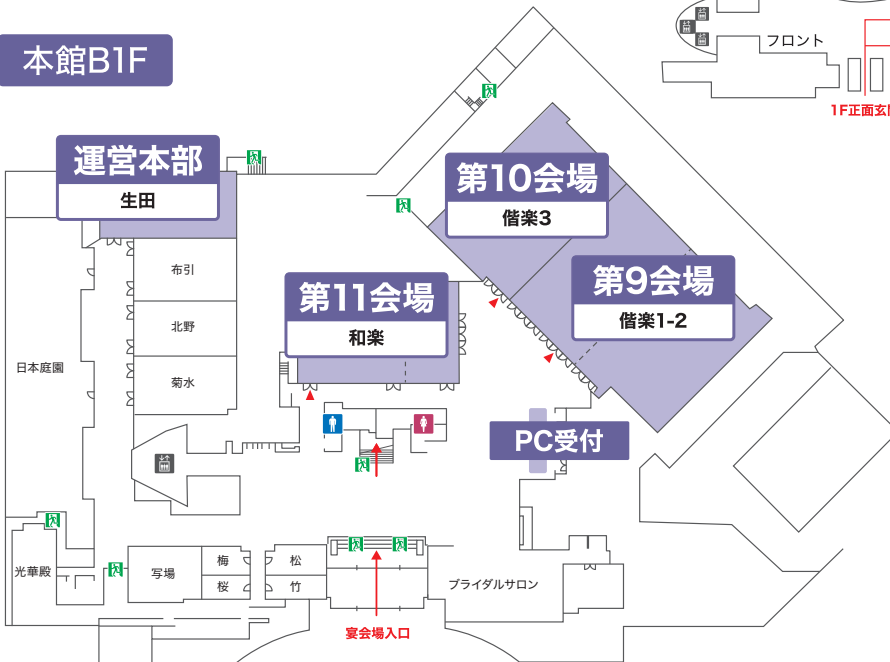 フロント
本館B1F
1F正面玄
運営本部
生田
第10会場
偕楽3
第9会場
偕楽1-2
第11会場
和楽
布引
北野
菊水
日本庭園
PC受付
光華殿
写場
梅
桜
松
竹
ブライダルサロン
宴会場入口